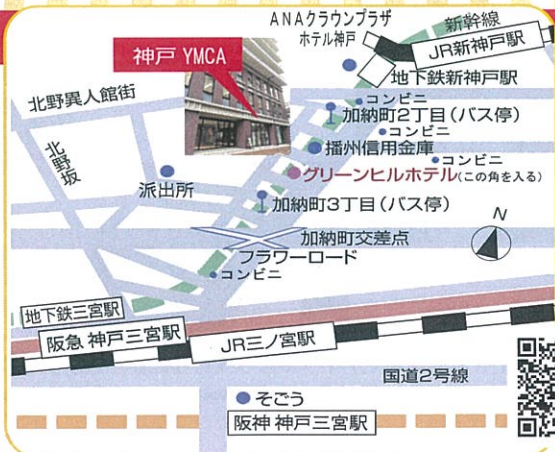 ANAクラウンプラザ
ホテル神戸
新幹線
JR新神戸駅
神戸 YMCA
地下鉄新神戸駅
北野異人館街
コンビニ
加納町2丁目(バス停)
コンビニ
北野坂
播州信用金庫
コンビニ
グリーンヒルホテル(この角を入る)
派出所
加納町3丁目(バス停)
N
加納町交差点
フラワーロード
コンビニ
地下鉄三宮駅
阪急 神戸三宮駅
JR三ノ宮駅
国道2号線
そごう
阪神 神戸三宮駅